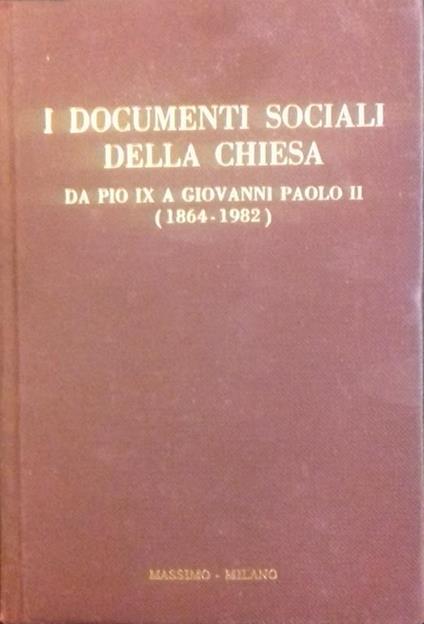 I DOCUMENTI SOCIALI
DELLA CHIESA
DA PIO IX A GIOVANNI PAOLO II
(1864-1982)
MASSIMO - MILANO